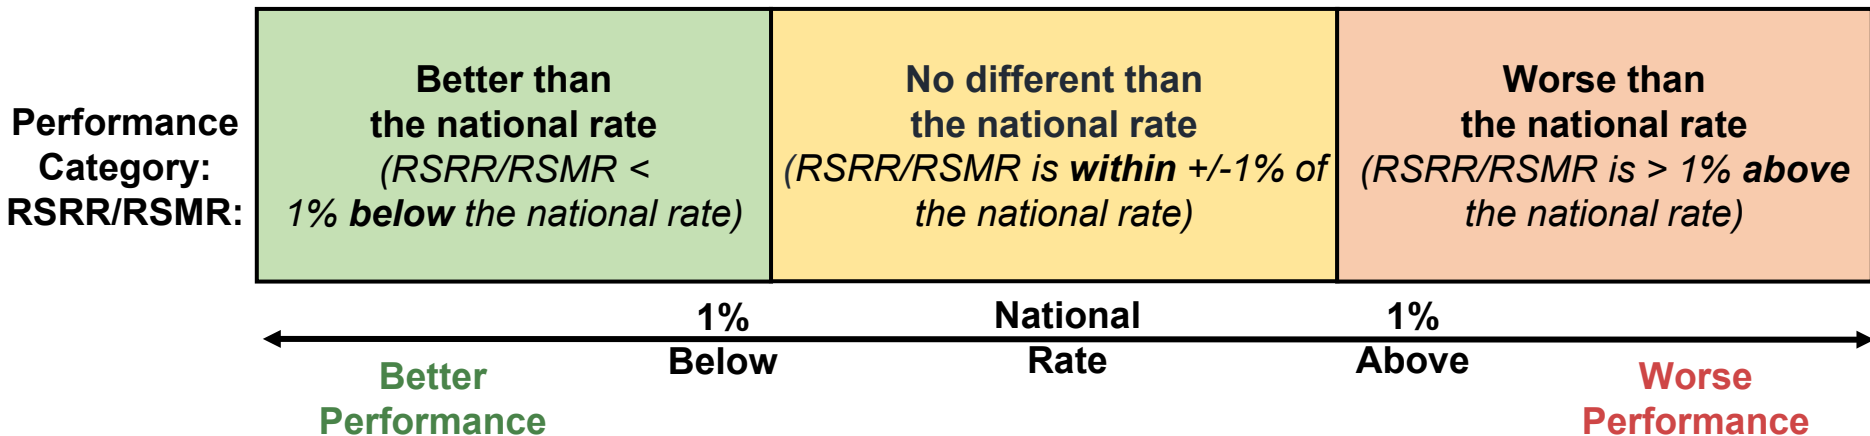 Performance
Category:
RSRR/RSMR:
Better than
the national rate
(RSRR/RSMR <
1% below the national rate)
No different than
the national rate
(RSRR/RSMR is within +/-1% of
the national rate)
Worse than
the national rate
(RSRR/RSMR is > 1% above
the national rate)
1%
Below
National
Rate
1%
Above
Better
Performance
Worse
Performance